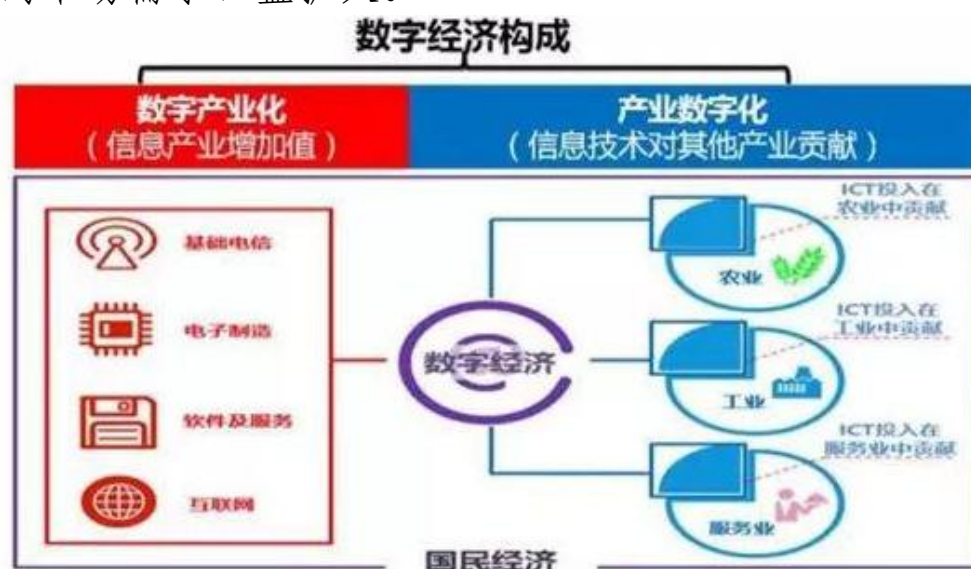 数字经济构成
数字产业化
（信息产业增加值）
产业数字化
（信息技术对其他产业贡献）
基础电信
电子制造
软件及服务
互联网
数字经济
ICT投入在
农业中贡献
农业
ICT投入在
工业中贡献
工业
ICT投入在
服务业中贡献
服务业
国民经济